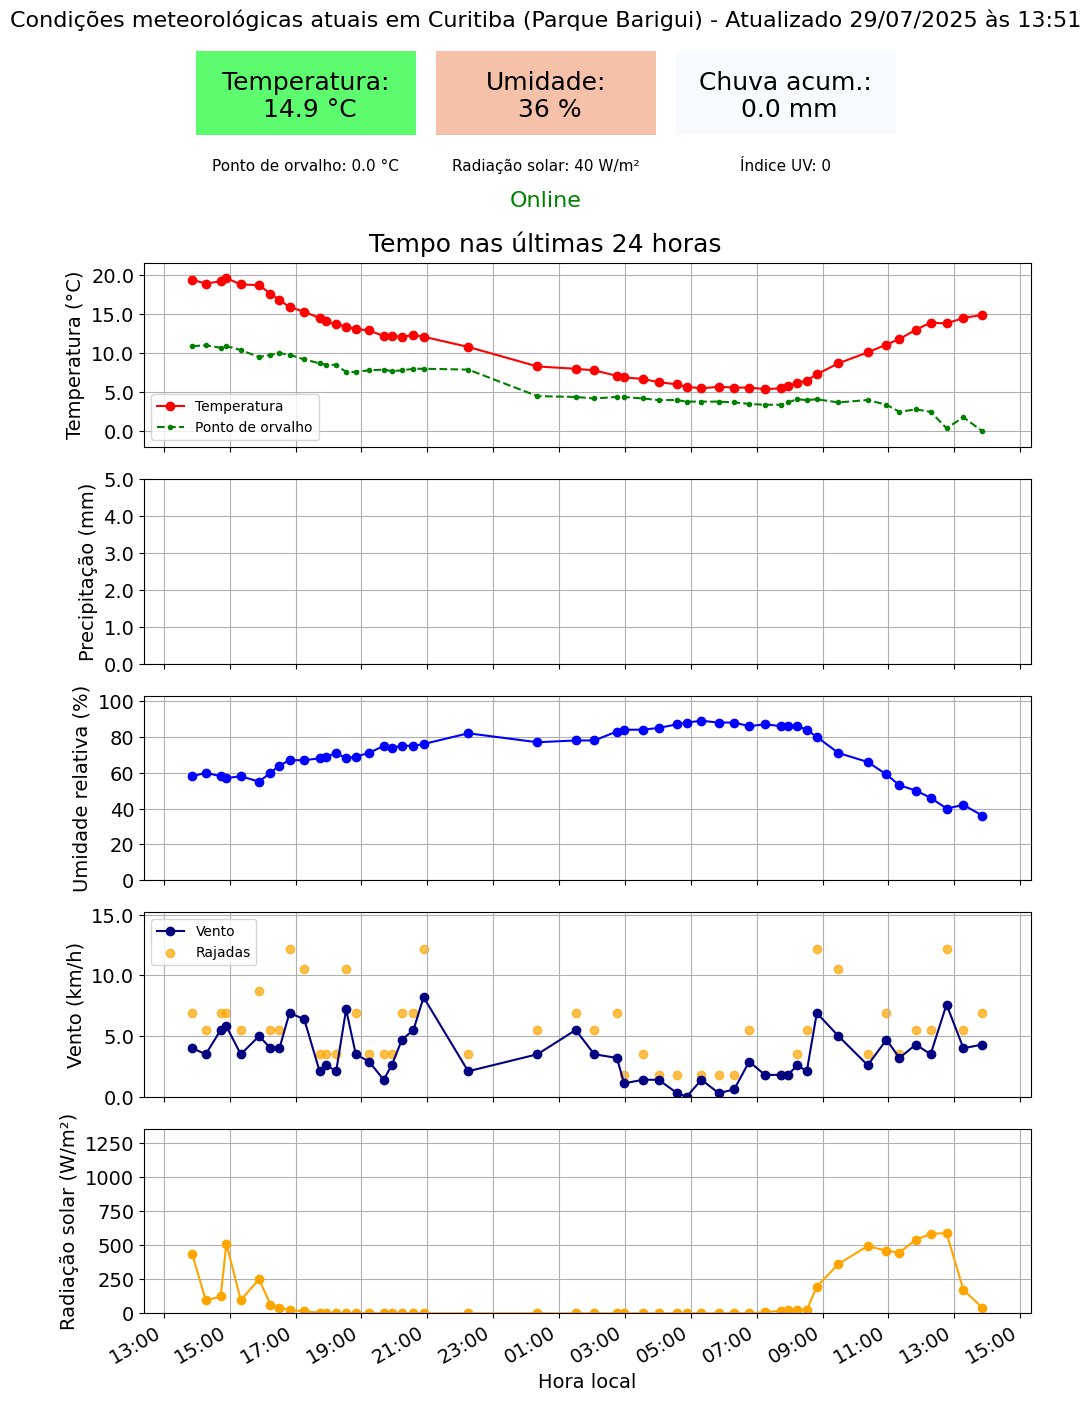 Condições meteorológicas atuais em Curitiba (Parque Barigui) - Atualizado 29/07/2025 às 13:51
Temperatura:
14.9 °C
Umidade:
36 %
Chuva acum.:
0.0 mm
Ponto de orvalho: 0.0 °C
Radiação solar: 40 W/m²
Índice UV: 0
Online
Tempo nas últimas 24 horas
Temperatura (°C)
20.0
15.0
10.0
5.0
0.0
Temperatura
Ponto de orvalho
Precipitação (mm)
5.0
4.0
3.0
2.0
1.0
0.0
Umidade relativa (%)
100
80
60
40
20
0
Vento (km/h)
15.0
10.0
5.0
0.0
Vento
Rajadas
Radiação solar (W/m²)
1250
1000
750
500
250
0
13:00
15:00
17:00
19:00
21:00
23:00
01:00
03:00
05:00
07:00
09:00
11:00
13:00
15:00
Hora local